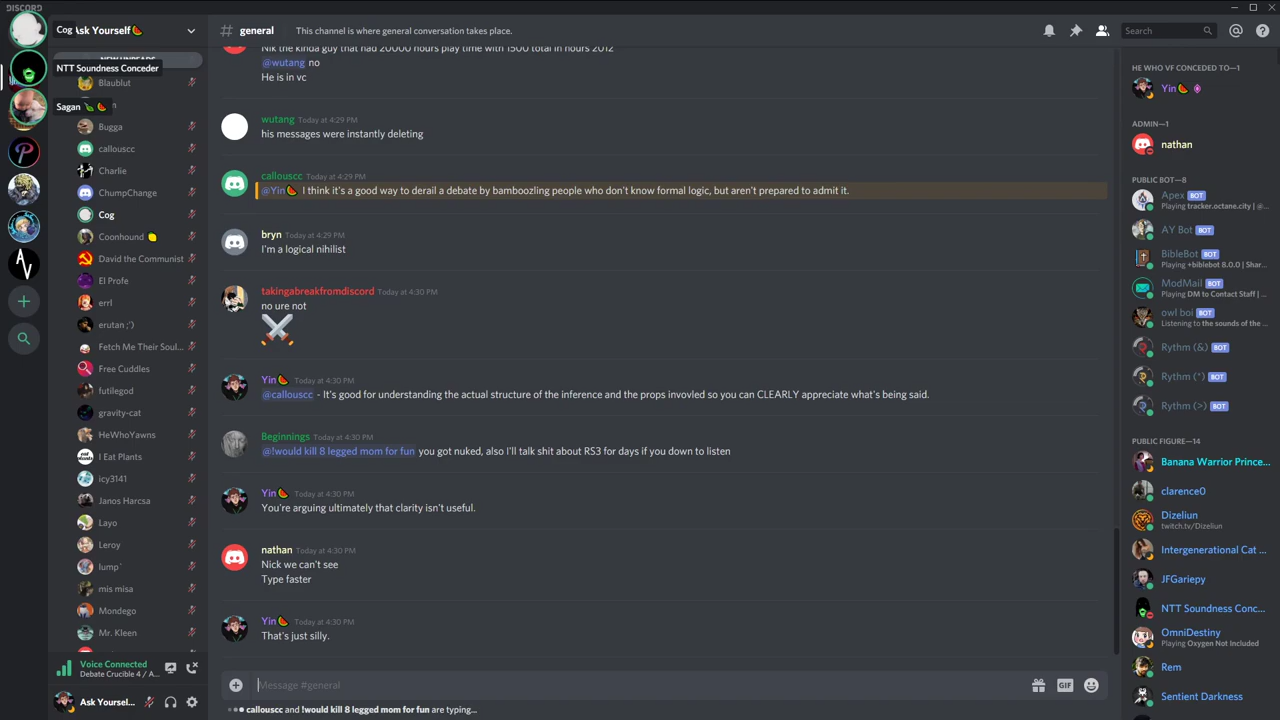 DISCORD
Cog
Ask Yourself🍉
NEW UNREADS
NTT Soundness Conceder
Blaublut
Sagan 🍃 🍉
Bugga
callouscc
Charlie
ChumpChange
Cog
Coonhound 🍋
David the Communist
El Profe
errl
erutan ;')
Fetch Me Their Soul...
Free Cuddles
futilegod
gravity-cat
HeWhoYawns
I Eat Plants
icy3141
Janos Harcsa
Layo
Leroy
lump´
mis misa
Mondego
Mr. Kleen
Voice Connected
Debate Crucible 4 / A...
Ask Yoursel...
# general
This channel is where general conversation takes place.
Search
Nik the kinda guy that had 20000 hours play time with 1500 total in hours 2012
@wutang no
He is in vc
wutang Today at 4:29 PM
his messages were instantly deleting
callouscc Today at 4:29 PM
@Yin🍉 I think it's a good way to derail a debate by bamboozling people who don't know formal logic, but aren't prepared to admit it.
bryn Today at 4:29 PM
I'm a logical nihilist
takingabreakfromdiscord Today at 4:30 PM
no ure not
Yin🍉 Today at 4:30 PM
@callouscc - It's good for understanding the actual structure of the inference and the props invovled so you can CLEARLY appreciate what's being said.
Beginnings Today at 4:30 PM
@!would kill 8 legged mom for fun you got nuked, also I'll talk shit about RS3 for days if you down to listen
Yin🍉 Today at 4:30 PM
You're arguing ultimately that clarity isn't useful.
nathan Today at 4:30 PM
Nick we can't see
Type faster
Yin🍉 Today at 4:30 PM
That's just silly.
Message #general
GIF
callouscc and !would kill 8 legged mom for fun are typing...
HE WHO VF CONCEDED TO—1
Yin🍉
ADMIN—1
nathan
PUBLIC BOT—8
Apex BOT
Playing tracker.octane.city | @...
AY Bot BOT
BibleBot BOT
Playing +biblebot 8.0.0 | Shar...
ModMail BOT
Playing DM to Contact Staff | ...
owl boi BOT
Listening to the sounds of the ...
Rythm (&) BOT
Rythm (*) BOT
Rythm (>) BOT
PUBLIC FIGURE—14
Banana Warrior Prince...
clarence0
Dizeliun
twitch.tv/Dizeliun
Intergenerational Cat ...
JFGariepy
NTT Soundness Conc...
OmniDestiny
Playing Oxygen Not Included
Rem
Sentient Darkness